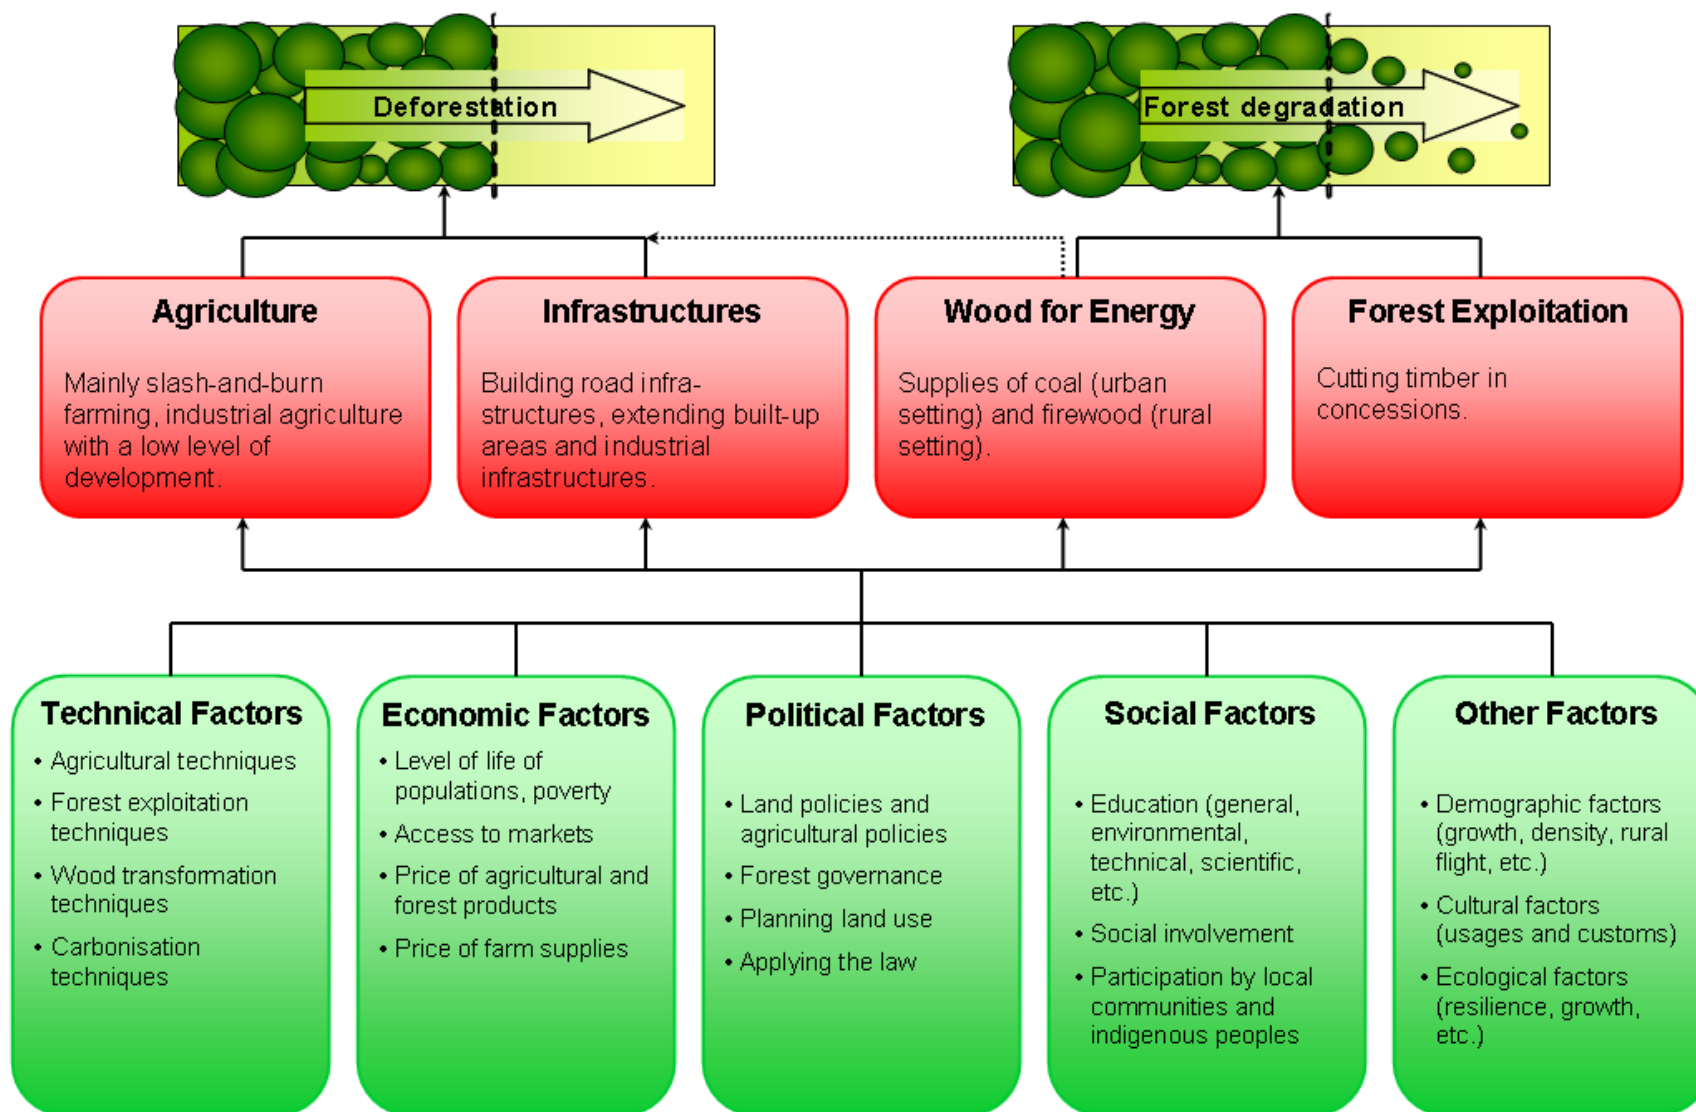 Deforestation
Forest degradation
Agriculture
Mainly slash-and-burn
farming, industrial agriculture
with a low level of
development.
Infrastructures
Building road infra-
structures, extending built-up
areas and industrial
infrastructures.
Wood for Energy
Supplies of coal (urban
setting) and firewood (rural
setting).
Forest Exploitation
Cutting timber in
concessions.
Technical Factors
• Agricultural techniques
• Forest exploitation
techniques
• Wood transformation
techniques
• Carbonisation
techniques
Economic Factors
• Level of life of
populations, poverty
• Access to markets
• Price of agricultural and
forest products
• Price of farm supplies
Political Factors
• Land policies and
agricultural policies
• Forest governance
• Planning land use
• Applying the law
Social Factors
• Education (general,
environmental,
technical, scientific,
etc.)
• Social involvement
• Participation by local
communities and
indigenous peoples
Other Factors
• Demographic factors
(growth, density, rural
flight, etc.)
• Cultural factors
(usages and customs)
• Ecological factors
(resilience, growth,
etc.)